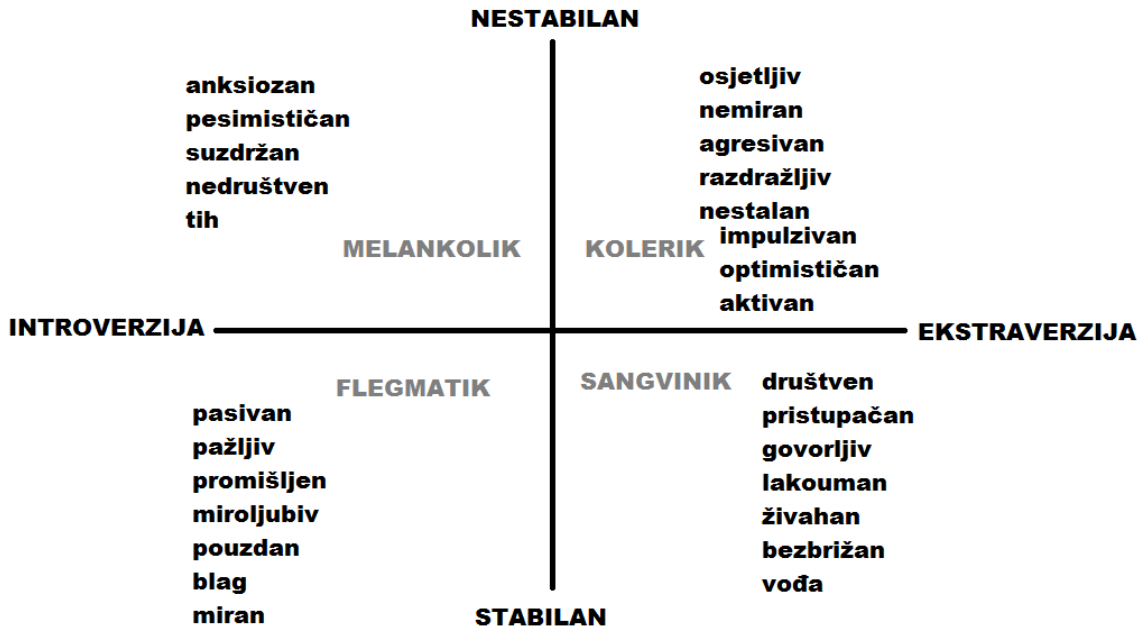 NESTABILAN
anksiozan
pesimističan
suzdržan
nedruštven
tih
MELANKOLIK
osjetljiv
nemiran
agresivan
razdražljiv
nestalan
impulzivan
optimističan
aktivan
KOLERIK
INTROVERZIJA
EKSTRAVERZIJA
FLEGMATIK
pasivan
pažljiv
promišljen
miroljubiv
pouzdan
blag
miran
SANGVINIK
društven
pristupačan
govorljiv
lakouman
živahan
bezbrižan
vođa
STABILAN